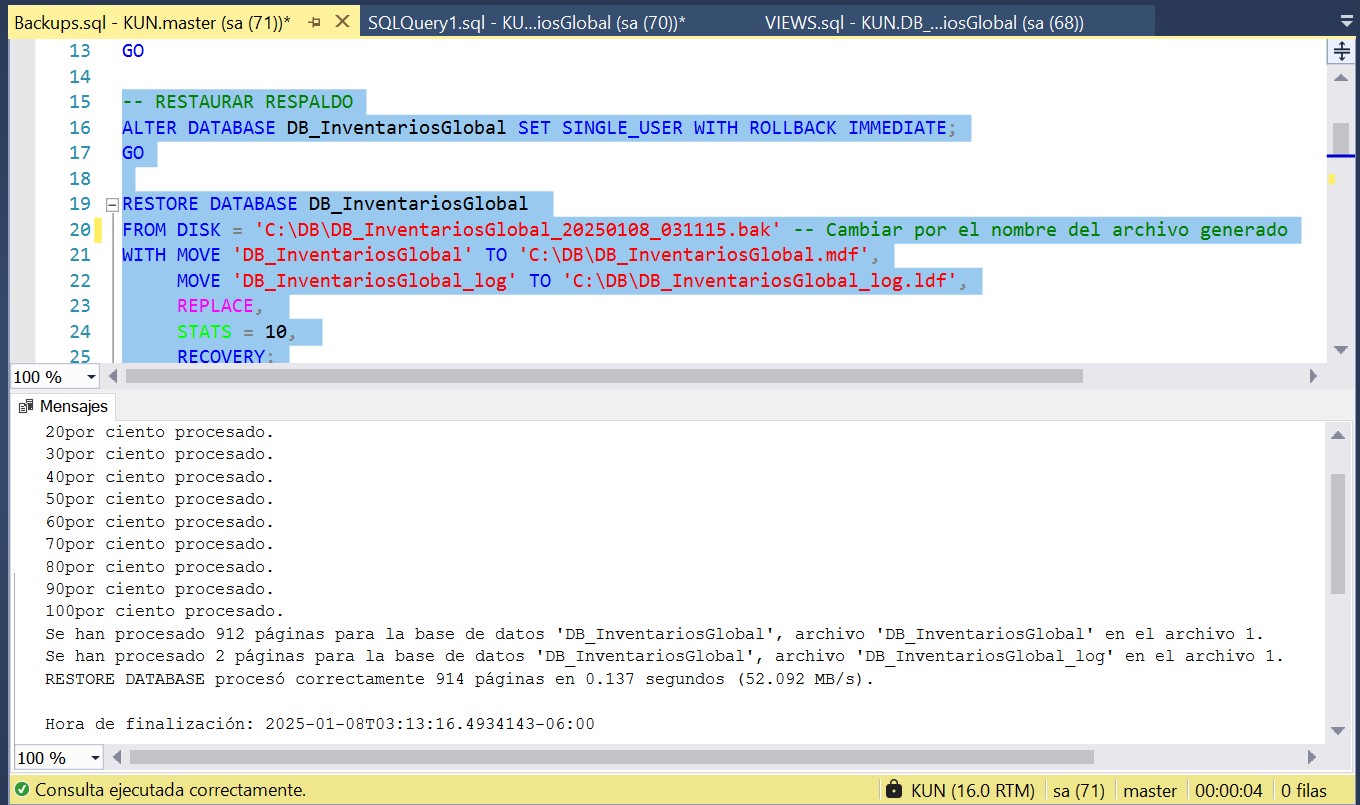 Backups.sql - KUN.master (sa (71))* SQLQuery1.sql - KU...iosGlobal (sa (70))* VIEWS.sql - KUN.DB_...iosGlobal (sa (68))
13 GO
14
15 -- RESTAURAR RESPALDO
16 ALTER DATABASE DB_InventariosGlobal SET SINGLE_USER WITH ROLLBACK IMMEDIATE;
17 GO
18
19 RESTORE DATABASE DB_InventariosGlobal
20 FROM DISK = 'C:\DB\DB_InventariosGlobal_20250108_031115.bak' -- Cambiar por el nombre del archivo generado
21 WITH MOVE 'DB_InventariosGlobal' TO 'C:\DB\DB_InventariosGlobal.mdf',
22 MOVE 'DB_InventariosGlobal_log' TO 'C:\DB\DB_InventariosGlobal_log.ldf',
23 REPLACE,
24 STATS = 10,
25 RECOVERY;
100 %
Mensajes
20por ciento procesado.
30por ciento procesado.
40por ciento procesado.
50por ciento procesado.
60por ciento procesado.
70por ciento procesado.
80por ciento procesado.
90por ciento procesado.
100por ciento procesado.
Se han procesado 912 páginas para la base de datos 'DB_InventariosGlobal', archivo 'DB_InventariosGlobal' en el archivo 1.
Se han procesado 2 páginas para la base de datos 'DB_InventariosGlobal', archivo 'DB_InventariosGlobal_log' en el archivo 1.
RESTORE DATABASE procesó correctamente 914 páginas en 0.137 segundos (52.092 MB/s).
Hora de finalización: 2025-01-08T03:13:16.4934143-06:00
100 %
Consulta ejecutada correctamente. KUN (16.0 RTM) sa (71) master 00:00:04 0 filas